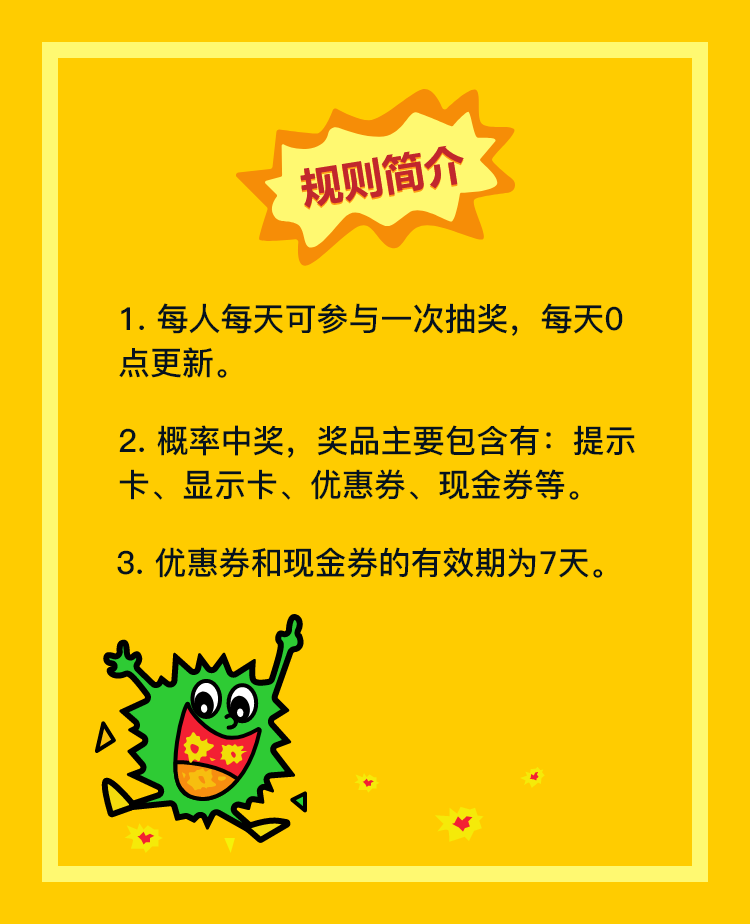 规则简介
1. 每人每天可参与一次抽奖，每天0
点更新。
2. 概率中奖，奖品主要包含有：提示
卡、显示卡、优惠券、现金券等。
3. 优惠券和现金券的有效期为7天。